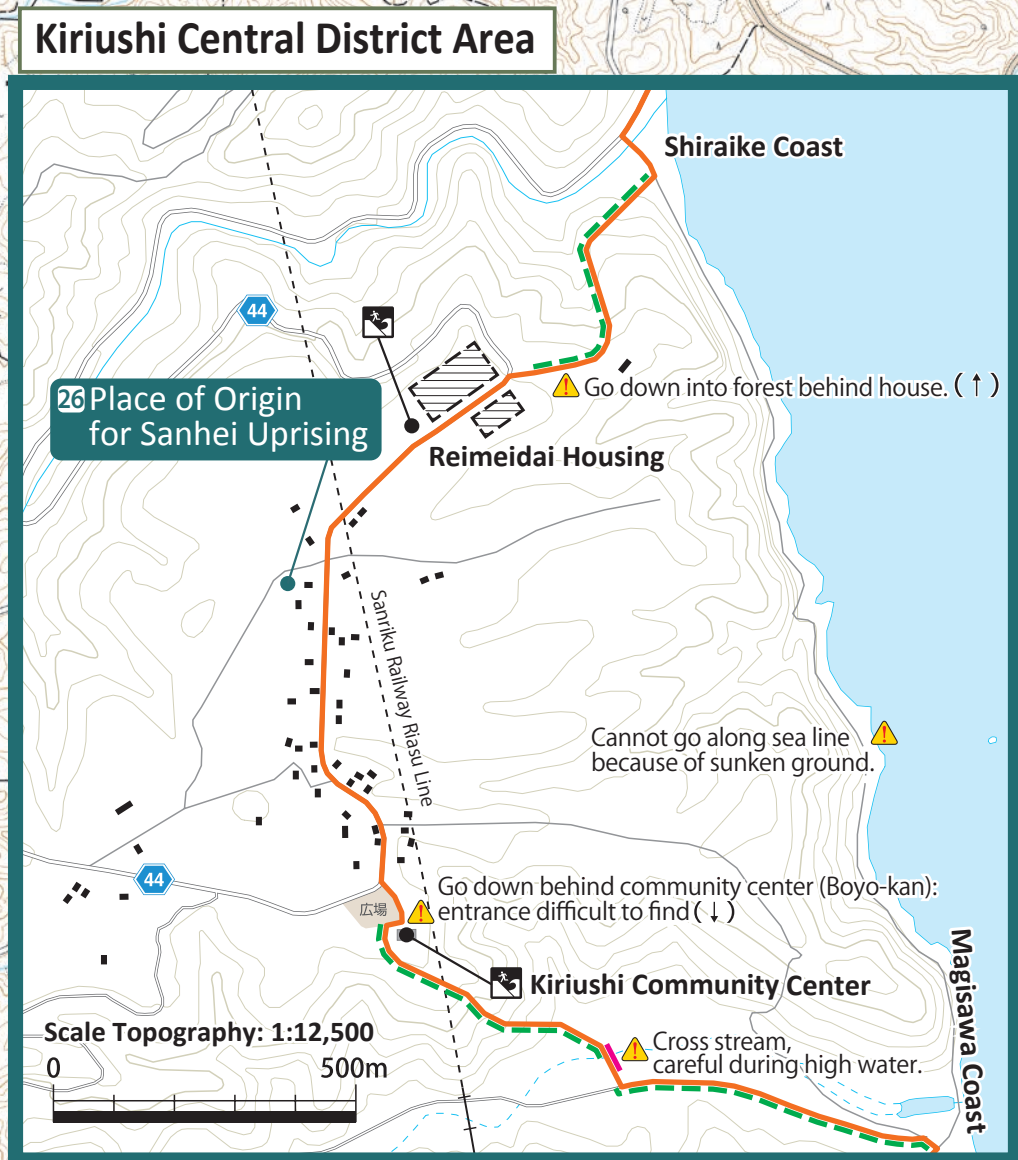 Kiriushi Central District Area
Shiraike Coast
44
26 Place of Origin
for Sanhei Uprising
Go down into forest behind house. (↑)
Reimeidai Housing
Sanriku Railway Riasu Line
Cannot go along sea line
because of sunken ground.
44
Go down behind community center (Boyo-kan):
entrance difficult to find (↓)
広場
Kiriushi Community Center
Magisawa Coast
Scale Topography: 1:12,500
0 500m
Cross stream,
careful during high water.